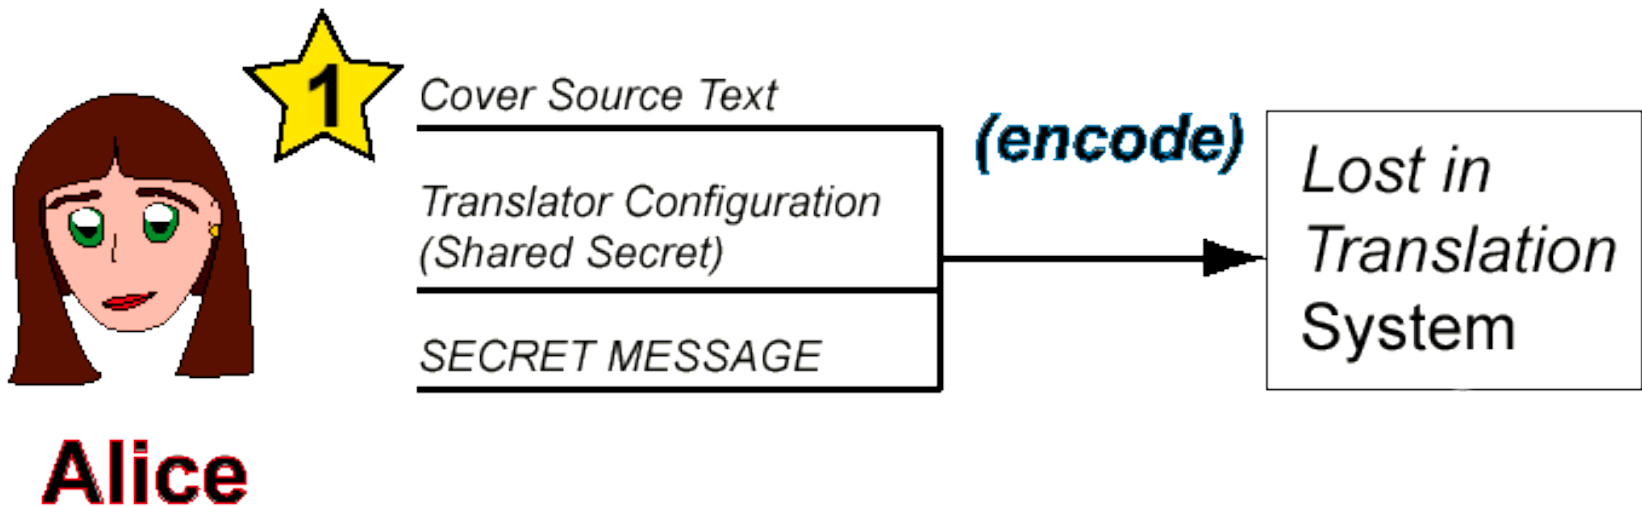 1
Cover Source Text
(encode)
Translator Configuration
(Shared Secret)
SECRET MESSAGE
Lost in
Translation
System
Alice